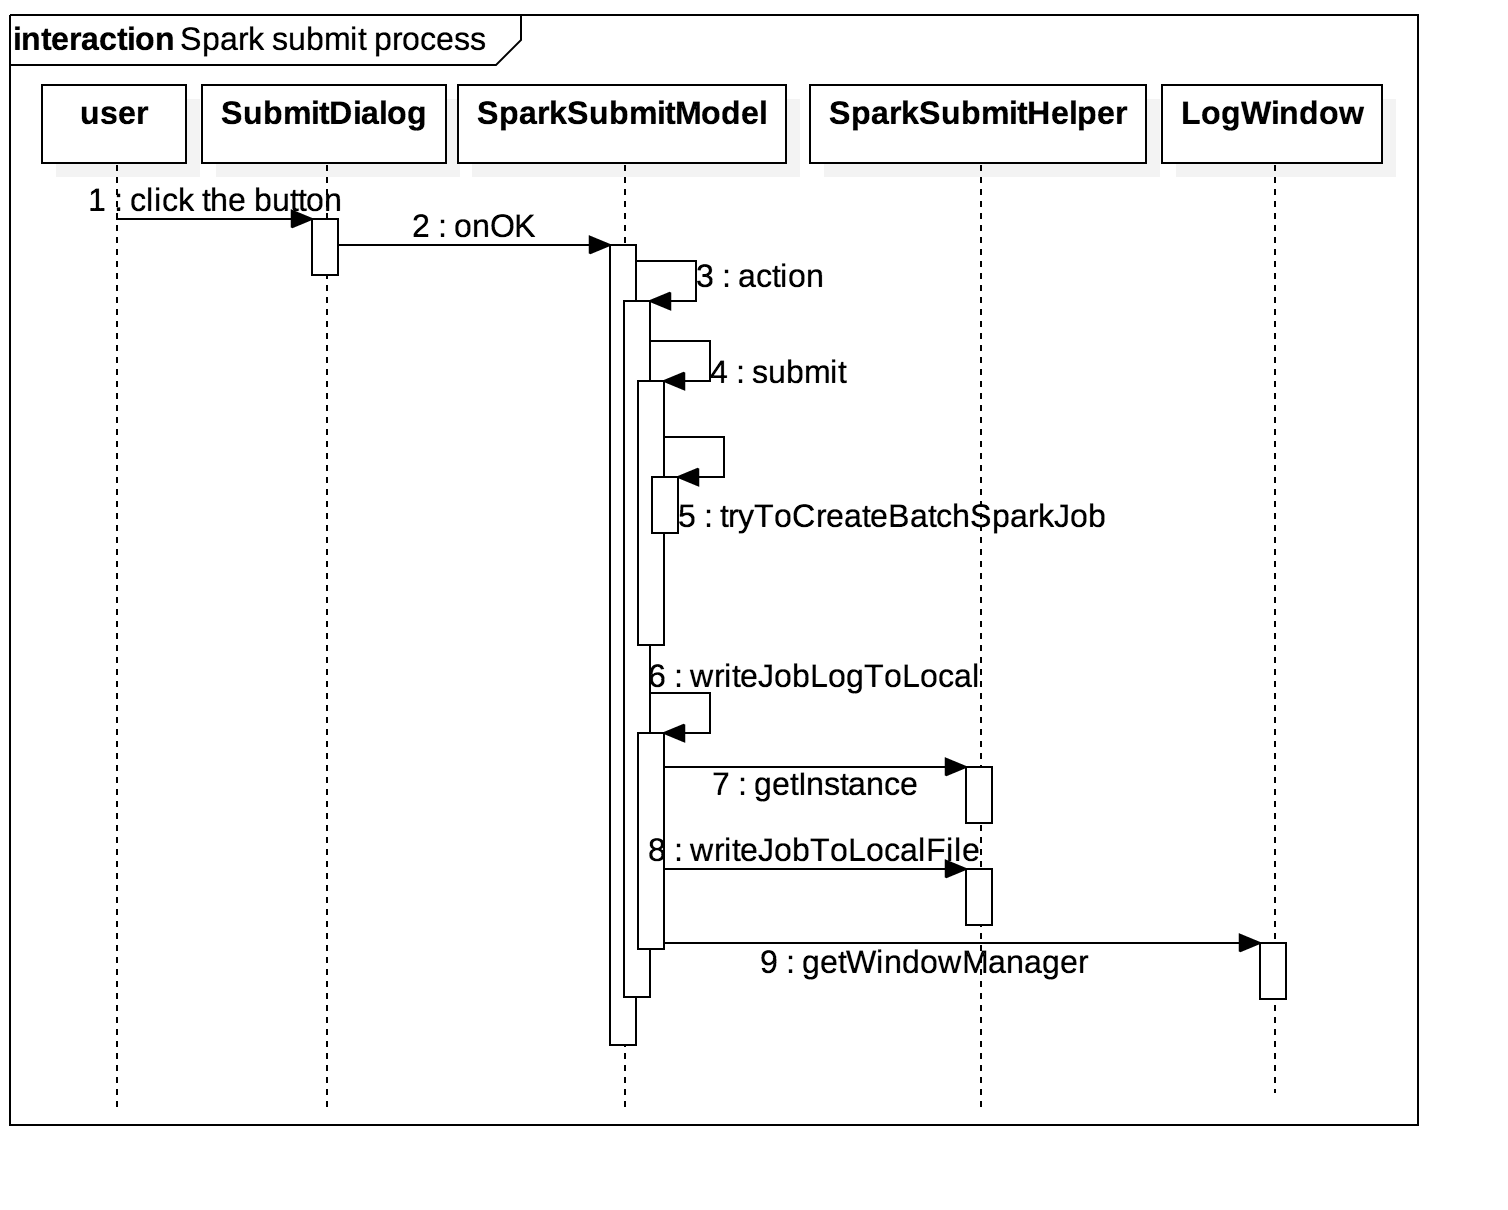 interaction Spark submit process
user
SubmitDialog
SparkSubmitModel
SparkSubmitHelper
LogWindow
1 : click the button
2 : onOK
3 : action
4 : submit
5 : tryToCreateBatchSparkJob
6 : writeJobLogToLocal
7 : getInstance
8 : writeJobToLocalFile
9 : getWindowManager